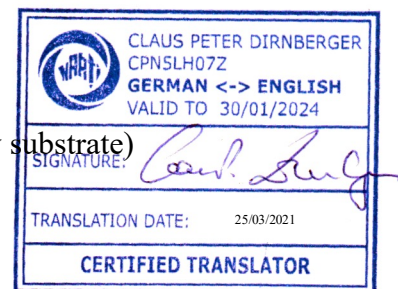 CLAUS PETER DIRNBERGER
CPN5LH07Z
GERMAN <-> ENGLISH
VALID TO 30/01/2024
substrate)
SIGNATURE:
TRANSLATION DATE: 25/03/2021
CERTIFIED TRANSLATOR